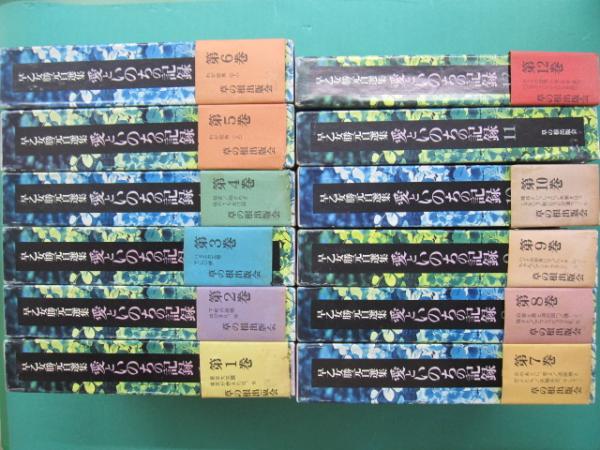 早乙女勝元自選集
愛といのちの記録
第6巻
草の根出版会
早乙女勝元自選集
愛といのちの記録
第5巻
草の根出版会
早乙女勝元自選集
愛といのちの記録
第4巻
草の根出版会
早乙女勝元自選集
愛といのちの記録
第3巻
草の根出版会
早乙女勝元自選集
愛といのちの記録
第2巻
草の根出版会
早乙女勝元自選集
愛といのちの記録
第1巻
草の根出版会
早乙女勝元自選集
愛といのちの記録
第12巻
草の根出版会
早乙女勝元自選集
愛といのちの記録
11
草の根出版会
早乙女勝元自選集
愛といのちの記録
第10巻
草の根出版会
早乙女勝元自選集
愛といのちの記録
第9巻
草の根出版会
早乙女勝元自選集
愛といのちの記録
第8巻
草の根出版会
早乙女勝元自選集
愛といのちの記録
第7巻
草の根出版会